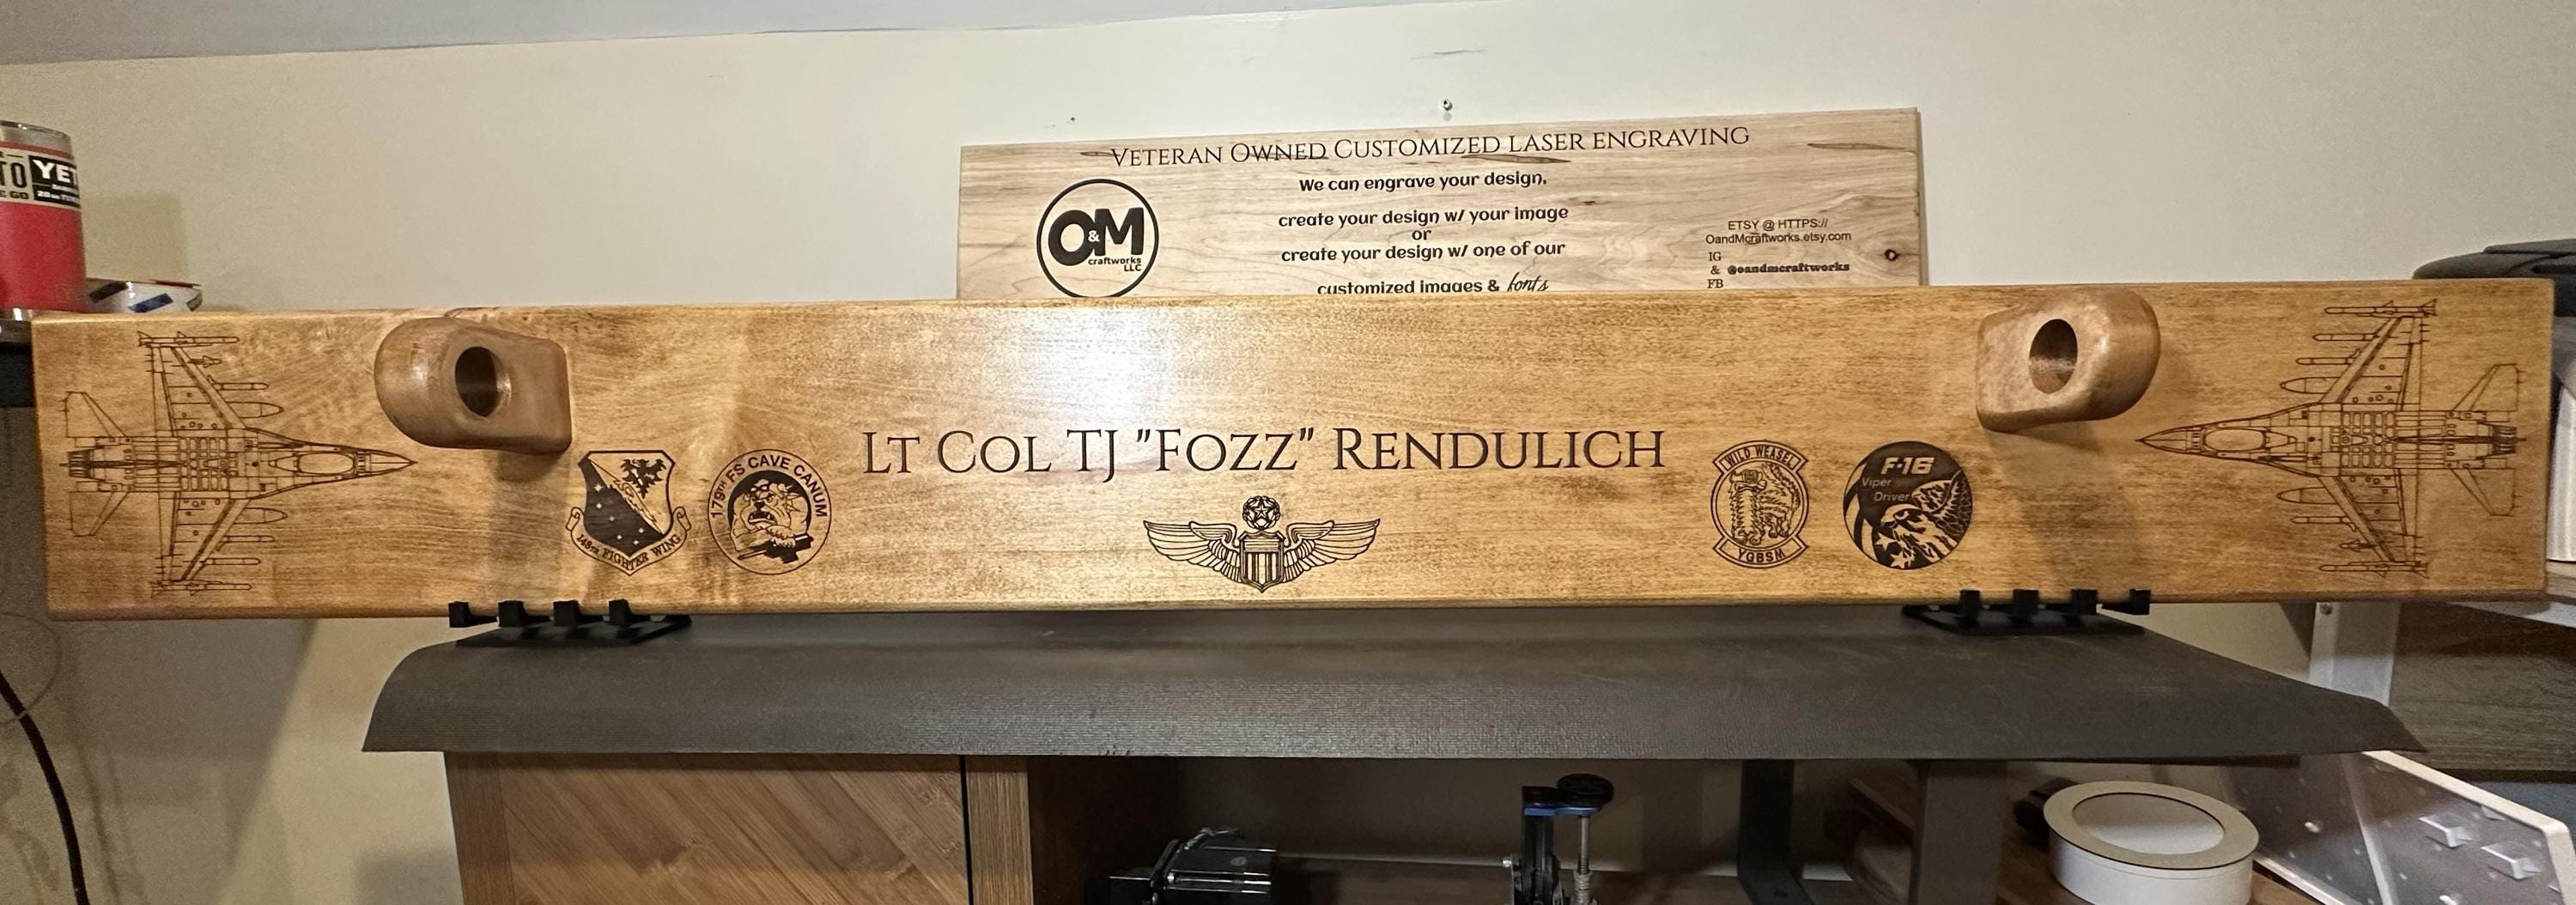 TO
YETI
& GO
VETERAN OWNED CUSTOMIZED LASER ENGRAVING
We can engrave your design,
create your design w/ your image
or
create your design w/ one of our
customized images & fonts
O&M
craftworks
LLC
ETSY @ HTTPS://
OandMcraftworks.etsy.com
IG
& @oandmcraftworks
FB
LT COL TJ "FOZZ" RENDULICH
148TH FIGHTER WING
179TH FS CAVE CANUM
WILD WEASEL
YGBSM
F-16
Viper
Driver